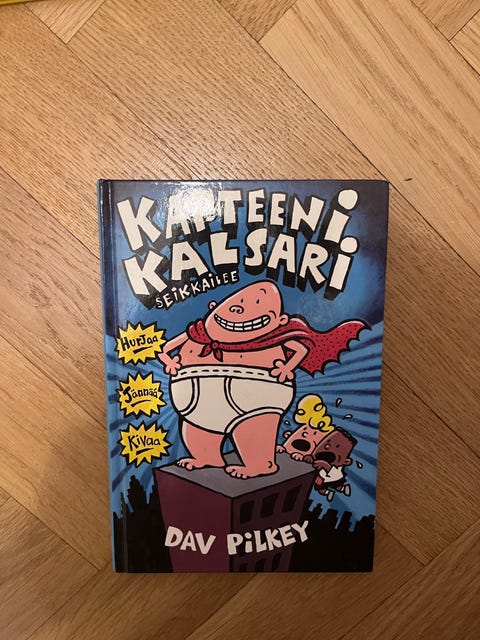 KAPTEENI
KALSARI
SEIKKAILEE
HURJAA
JäNNää
KiVaa
DAV PiLKEY